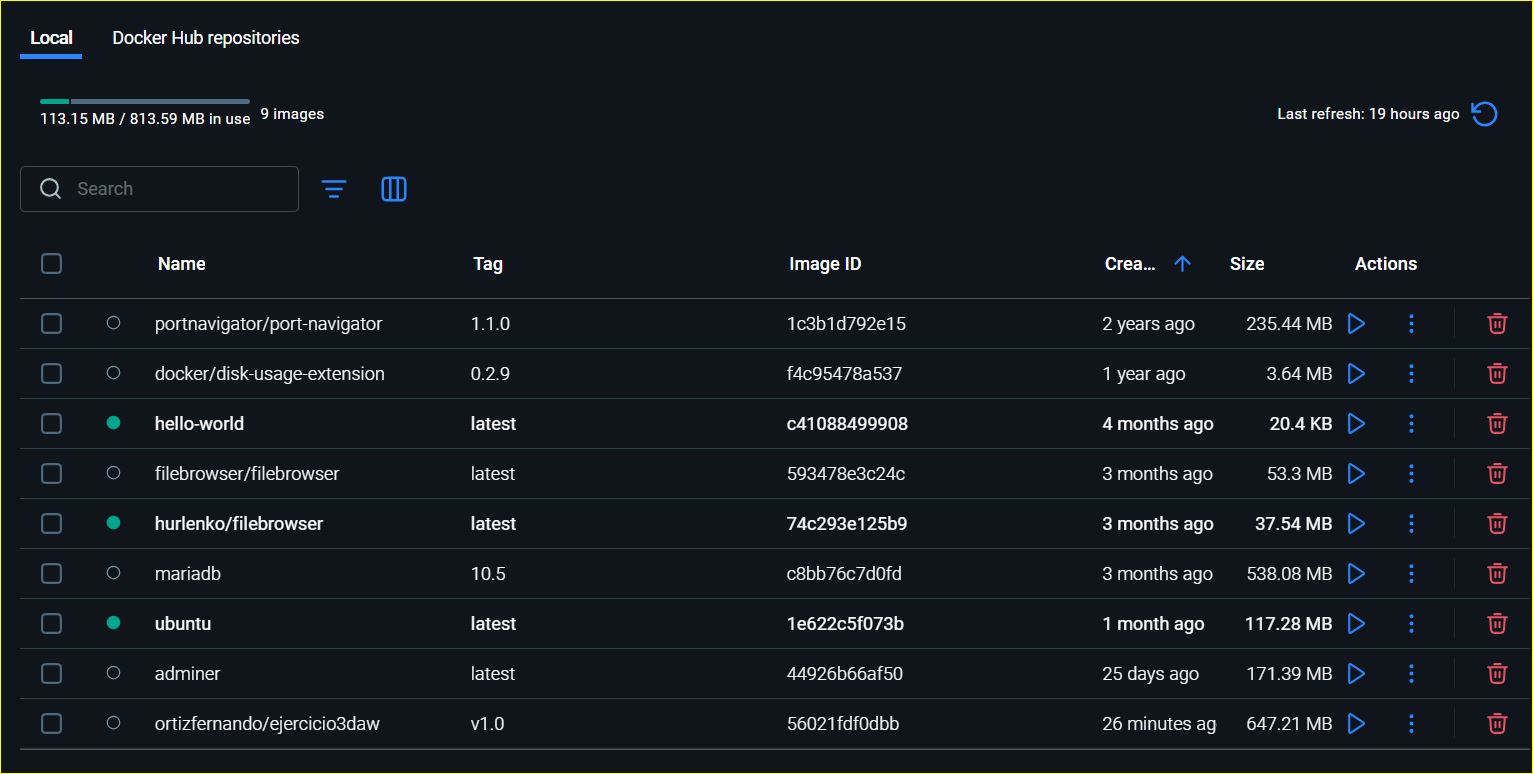 Local Docker Hub repositories
113.15 MB / 813.59 MB in use 9 images Last refresh: 19 hours ago
Search
Name Tag Image ID Crea... Size Actions
portnavigator/port-navigator 1.1.0 1c3b1d792e15 2 years ago 235.44 MB
docker/disk-usage-extension 0.2.9 f4c95478a537 1 year ago 3.64 MB
hello-world latest c41088499908 4 months ago 20.4 KB
filebrowser/filebrowser latest 593478e3c24c 3 months ago 53.3 MB
hurlenko/filebrowser latest 74c293e125b9 3 months ago 37.54 MB
mariadb 10.5 c8bb76c7d0fd 3 months ago 538.08 MB
ubuntu latest 1e622c5f073b 1 month ago 117.28 MB
adminer latest 44926b66af50 25 days ago 171.39 MB
ortizfernando/ejercicio3daw v1.0 56021fdf0dbb 26 minutes ag 647.21 MB